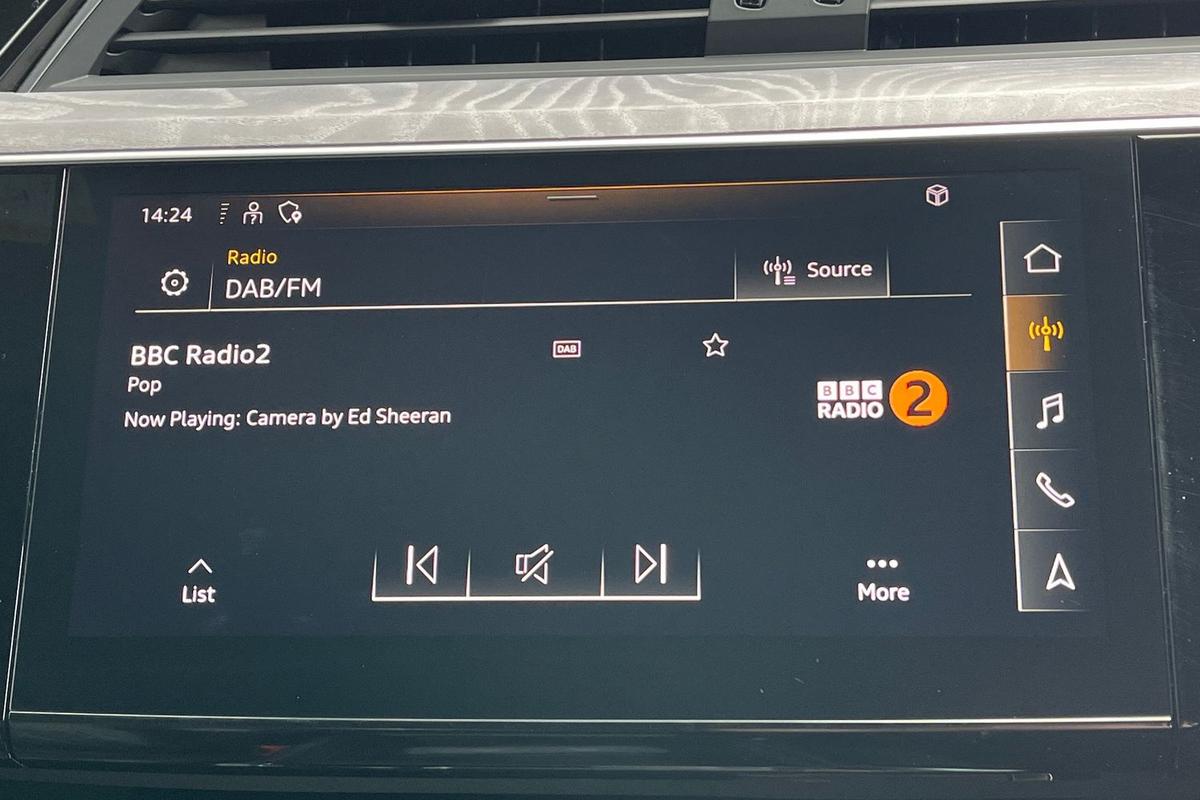 14:24
Radio
DAB/FM
Source
BBC Radio2
DAB
Pop
Now Playing: Camera by Ed Sheeran
BBC
RADIO 2
List
More